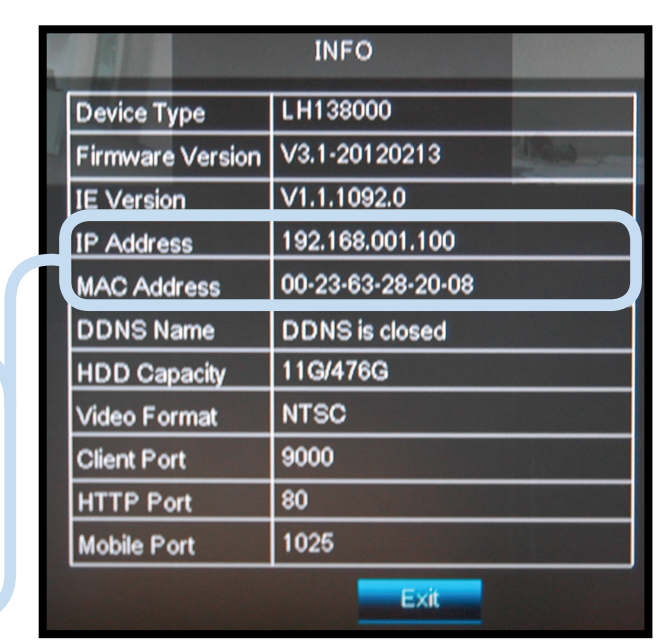 INFO
Device Type LH138000
Firmware Version V3.1-20120213
IE Version V1.1.1092.0
IP Address 192.168.001.100
MAC Address 00-23-63-28-20-08
DDNS Name DDNS is closed
HDD Capacity 11G/476G
Video Format NTSC
Client Port 9000
HTTP Port 80
Mobile Port 1025
Exit